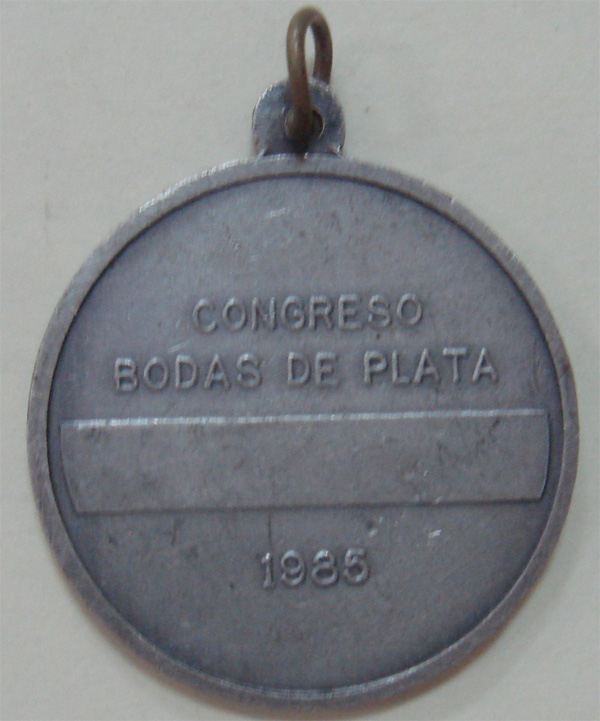 CONGRESO
BODAS DE PLATA
1985